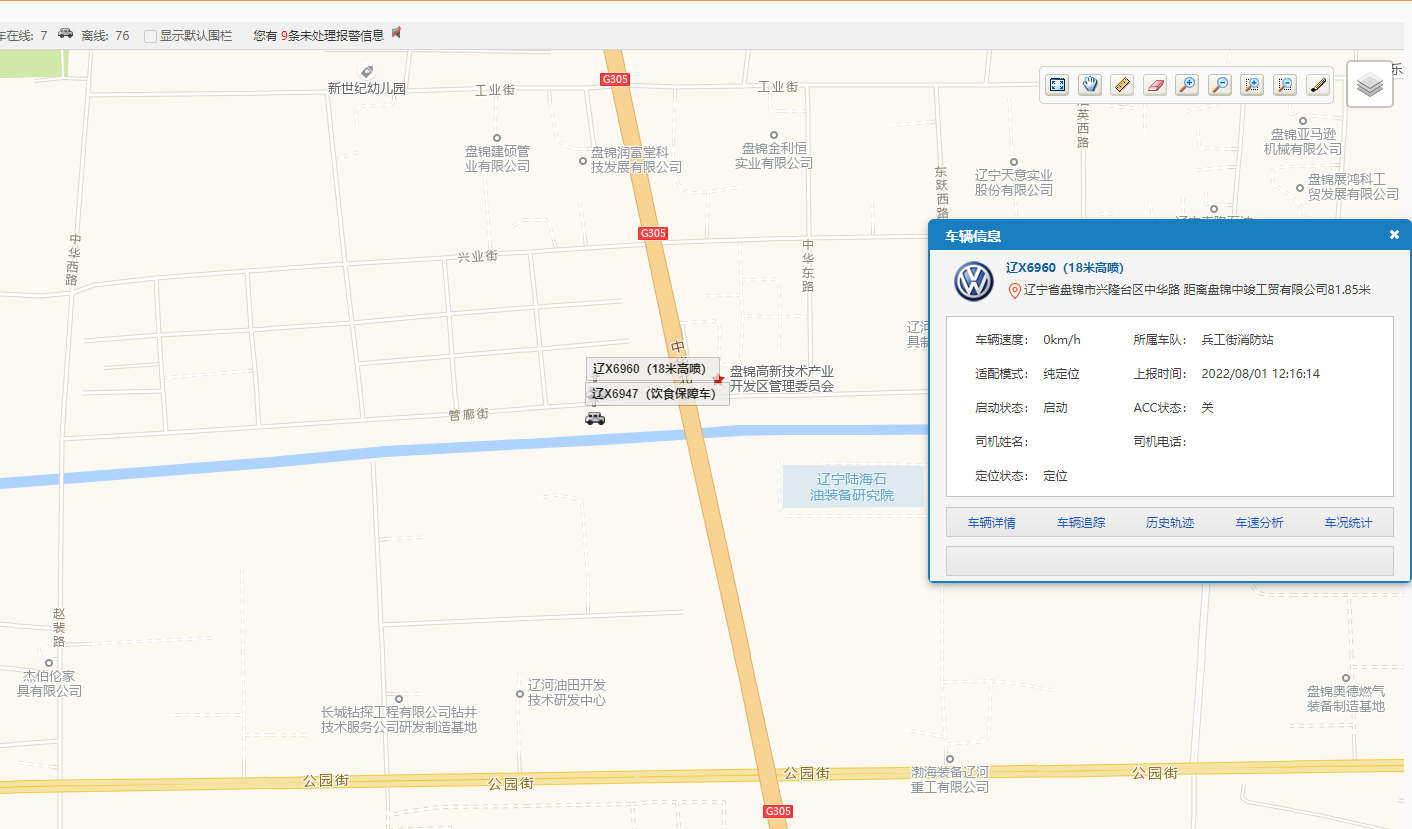 车在线: 7 离线: 76 显示默认围栏 您有 9条未处理报警信息
新世纪幼儿园
工业街
G305
工业街
乐
英西路
盘锦建硕管
业有限公司
盘锦润富堂科
技发展有限公司
盘锦金利恒
实业有限公司
东跃西路
辽宁天意实业
股份有限公司
盘锦亚马逊
机械有限公司
盘锦展鸿科工
贸发展有限公司
中华西路
兴业街
G305
中华东路
车辆信息
辽X6960（18米高喷)
辽宁省盘锦市兴隆台区中华路 距离盘锦中竣工贸有限公司81.85米
车辆速度: 0km/h 所属车队: 兵工街消防站
适配模式: 纯定位 上报时间: 2022/08/01 12:16:14
启动状态: 启动 ACC状态: 关
司机姓名: 司机电话:
定位状态: 定位
车辆详情 车辆追踪 历史轨迹 车速分析 车况统计
辽河
具制
中
辽X6960（18米高喷)
辽X6947（饮食保障车)
盘锦高新技术产业
开发区管理委员会
管廊街
辽宁陆海石
油装备研究院
赵裴路
杰伯伦家
具有限公司
长城钻探工程有限公司钻井
技术服务公司研发制造基地
辽河油田开发
技术研发中心
盘锦奥德燃气
装备制造基地
公园街
公园街
公园街
渤海装备辽河
重工有限公司
公园街
G305